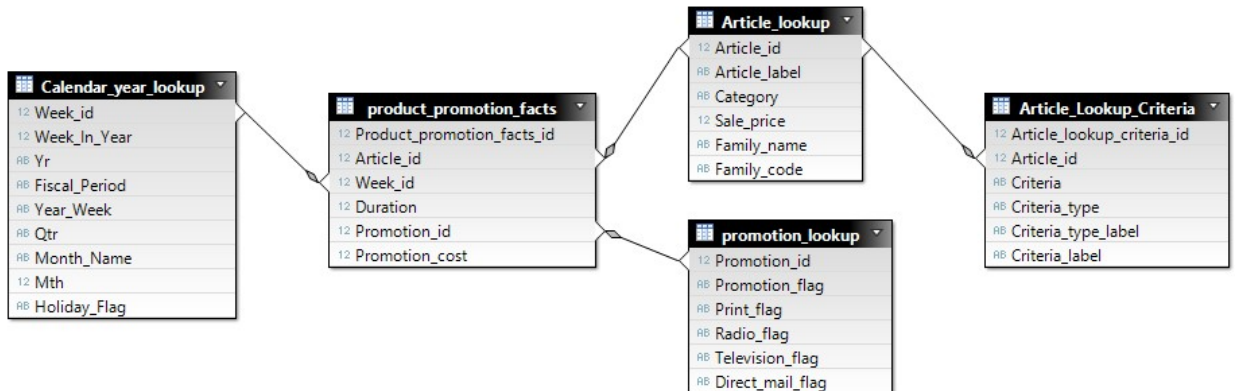 Calendar_year_lookup
12 Week_id
12 Week_In_Year
AB Yr
AB Fiscal_Period
AB Year_Week
AB Qtr
AB Month_Name
12 Mth
AB Holiday_Flag
product_promotion_facts
12 Product_promotion_facts_id
12 Article_id
12 Week_id
12 Duration
12 Promotion_id
12 Promotion_cost
Article_lookup
12 Article_id
AB Article_label
AB Category
12 Sale_price
AB Family_name
AB Family_code
promotion_lookup
12 Promotion_id
AB Promotion_flag
AB Print_flag
AB Radio_flag
AB Television_flag
AB Direct_mail_flag
Article_Lookup_Criteria
12 Article_lookup_criteria_id
12 Article_id
AB Criteria
AB Criteria_type
AB Criteria_type_label
AB Criteria_label